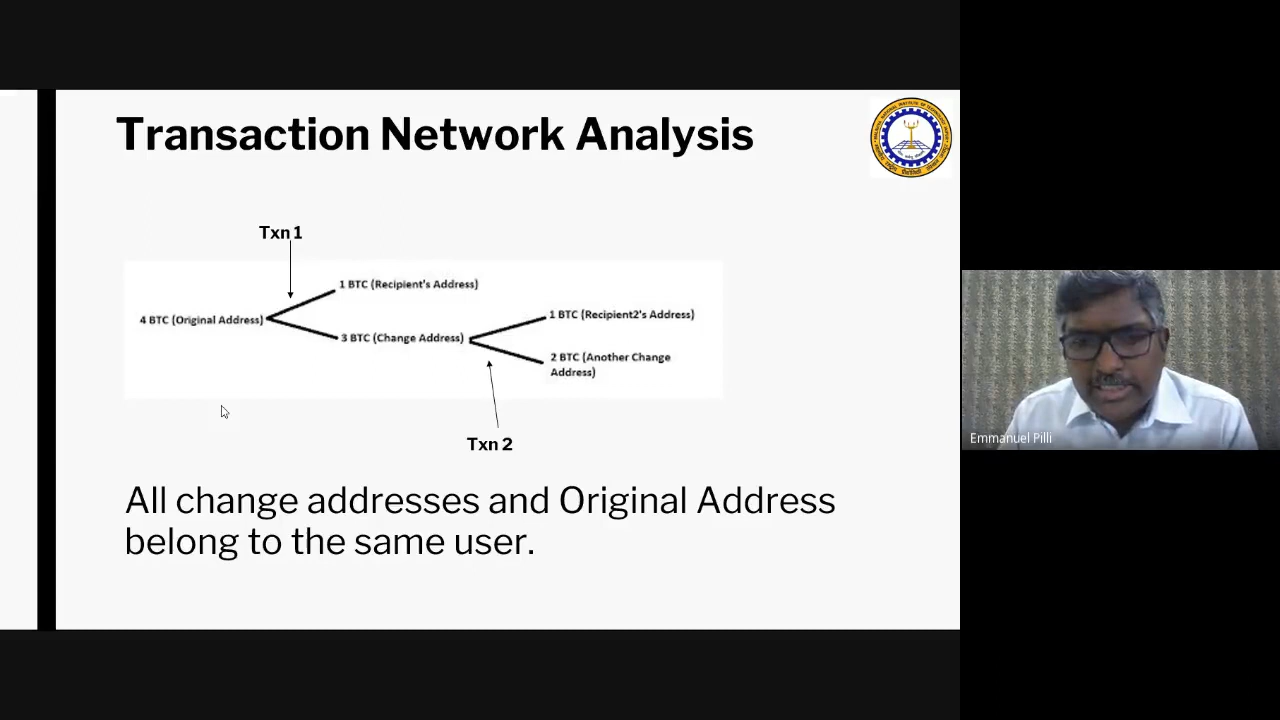 Transaction Network Analysis
Txn 1
1 BTC (Recipient's Address)
4 BTC (Original Address)
3 BTC (Change Address)
1 BTC (Recipient2's Address)
2 BTC (Another Change
Address)
Txn 2
All change addresses and Original Address
belong to the same user.
Emmanuel Pilli